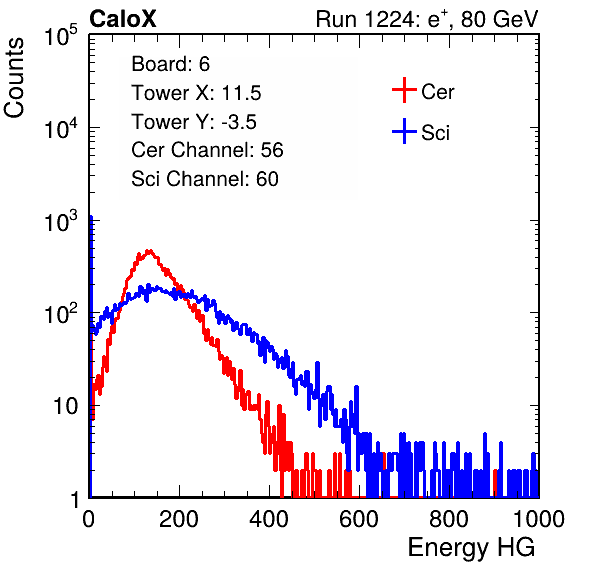 CaloX Run 1224: e⁺, 80 GeV
Counts
10⁵
10⁴
10³
10²
10
1
Board: 6
Tower X: 11.5
Tower Y: -3.5
Cer Channel: 56
Sci Channel: 60
Cer
Sci
0 200 400 600 800 1000
Energy HG